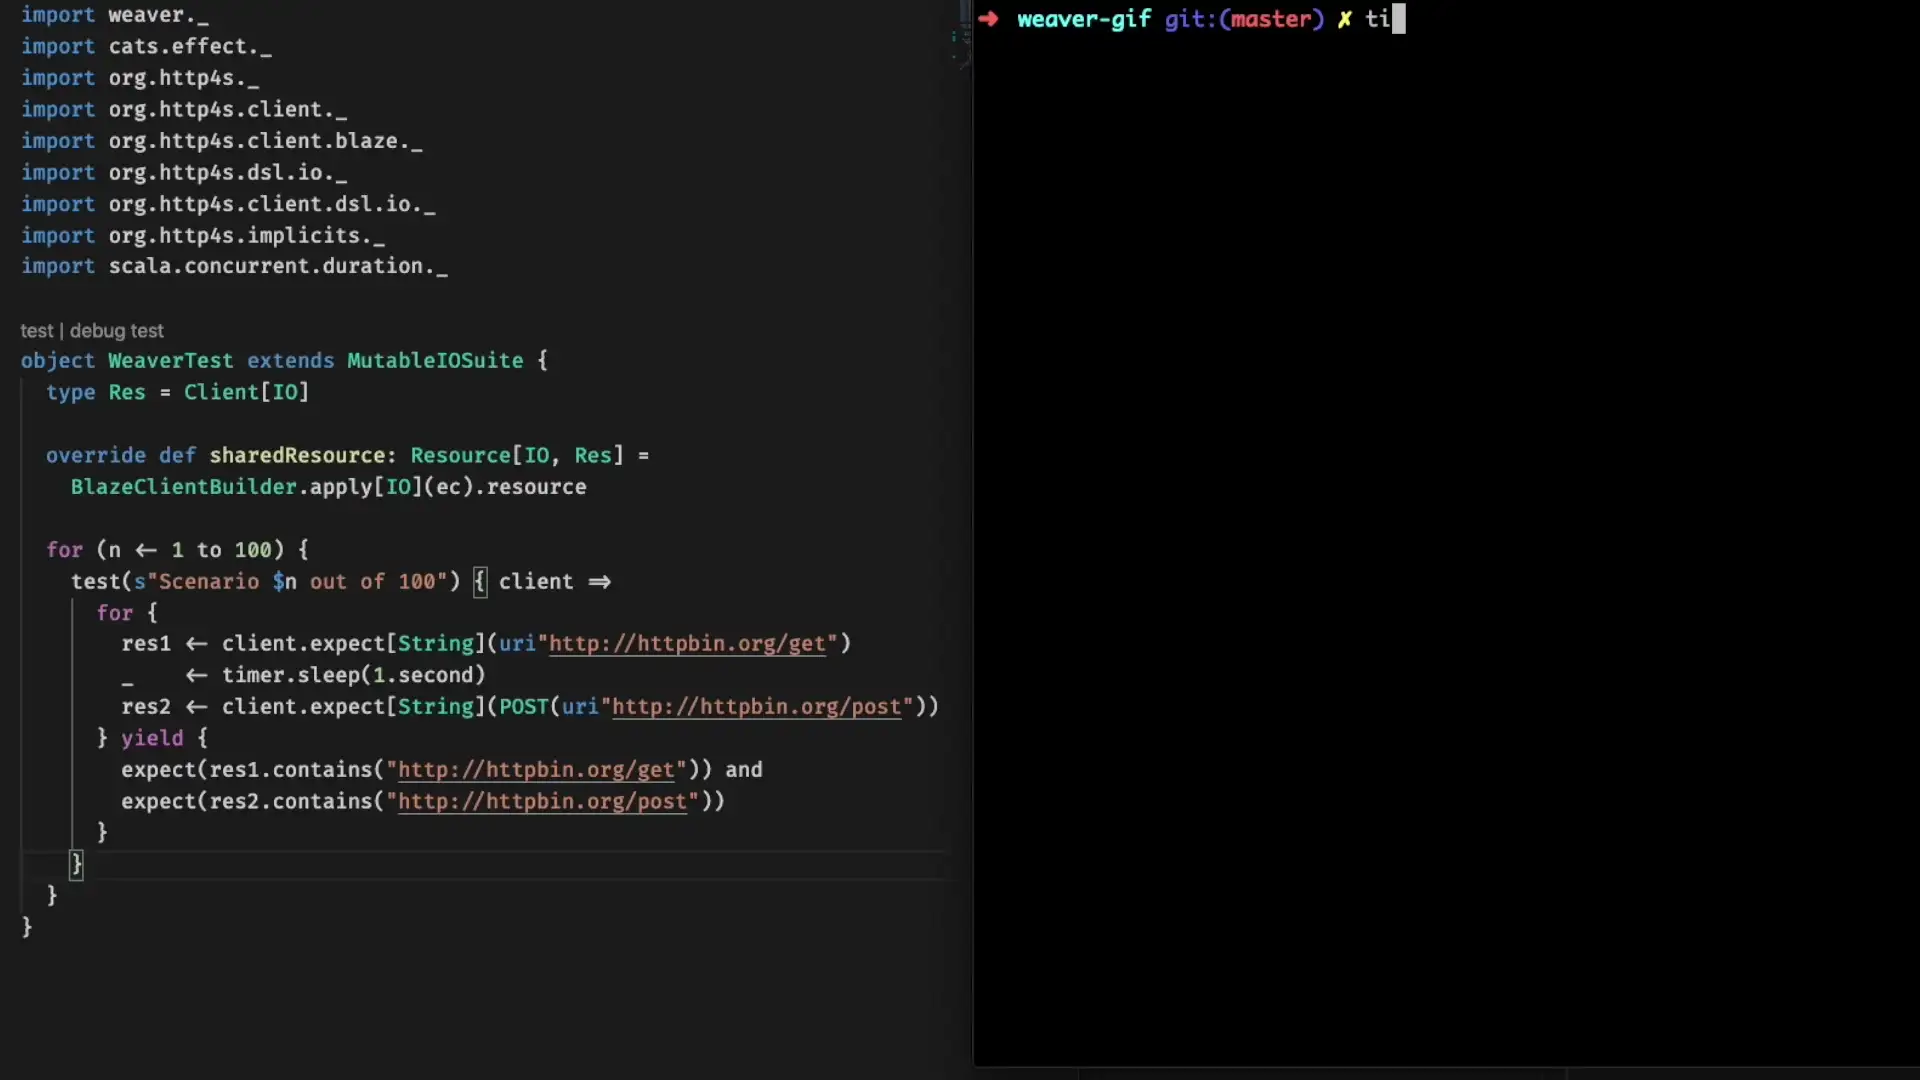 import weaver._
import cats.effect._
import org.http4s._
import org.http4s.client._
import org.http4s.client.blaze._
import org.http4s.dsl.io._
import org.http4s.client.dsl.io._
import org.http4s.implicits._
import scala.concurrent.duration._
test | debug test
object WeaverTest extends MutableIOSuite {
type Res = Client[IO]
override def sharedResource: Resource[IO, Res] =
BlazeClientBuilder.apply[IO](ec).resource
for (n ← 1 to 100) {
test(s"Scenario $n out of 100") { client ⇒
for {
res1 ← client.expect[String](uri"http://httpbin.org/get")
_ ← timer.sleep(1.second)
res2 ← client.expect[String](POST(uri"http://httpbin.org/post"))
} yield {
expect(res1.contains("http://httpbin.org/get")) and
expect(res2.contains("http://httpbin.org/post"))
}
}
}
}
➜ weaver-gif git:(master) ✗ ti